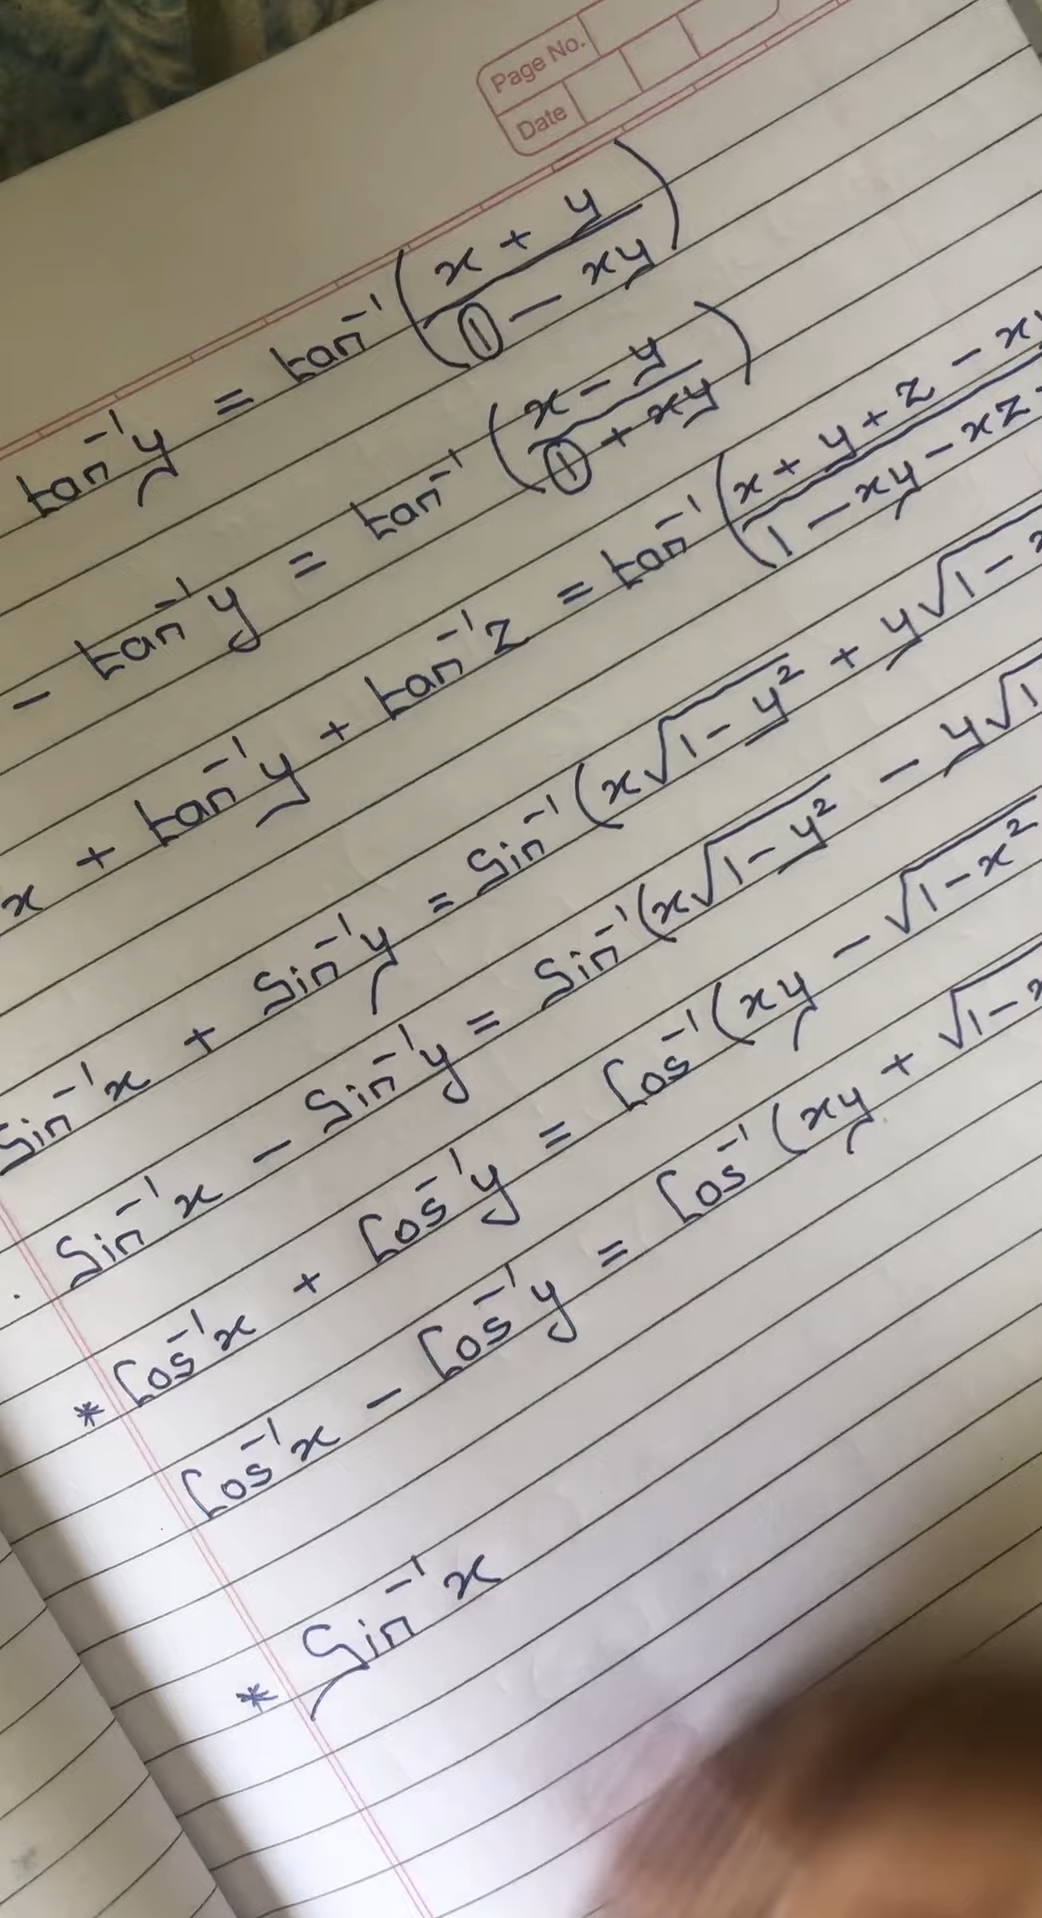 Page No.
Date
tan⁻¹y = tan⁻¹(x + y / 1 − xy)
− tan⁻¹y = tan⁻¹(x − y / 1 + xy)
x + tan⁻¹y + tan⁻¹z = tan⁻¹(x + y + z − xy / 1 − xy − xz
Sin⁻¹x + Sin⁻¹y = Sin⁻¹(x√1 − y² + y√1 −
Sin⁻¹x − Sin⁻¹y = Sin⁻¹(x√1 − y² − y√1
* Cos⁻¹x + Cos⁻¹y = Cos⁻¹(xy − √1 − x²
Cos⁻¹x − Cos⁻¹y = Cos⁻¹(xy + √1 −
* Sin⁻¹x